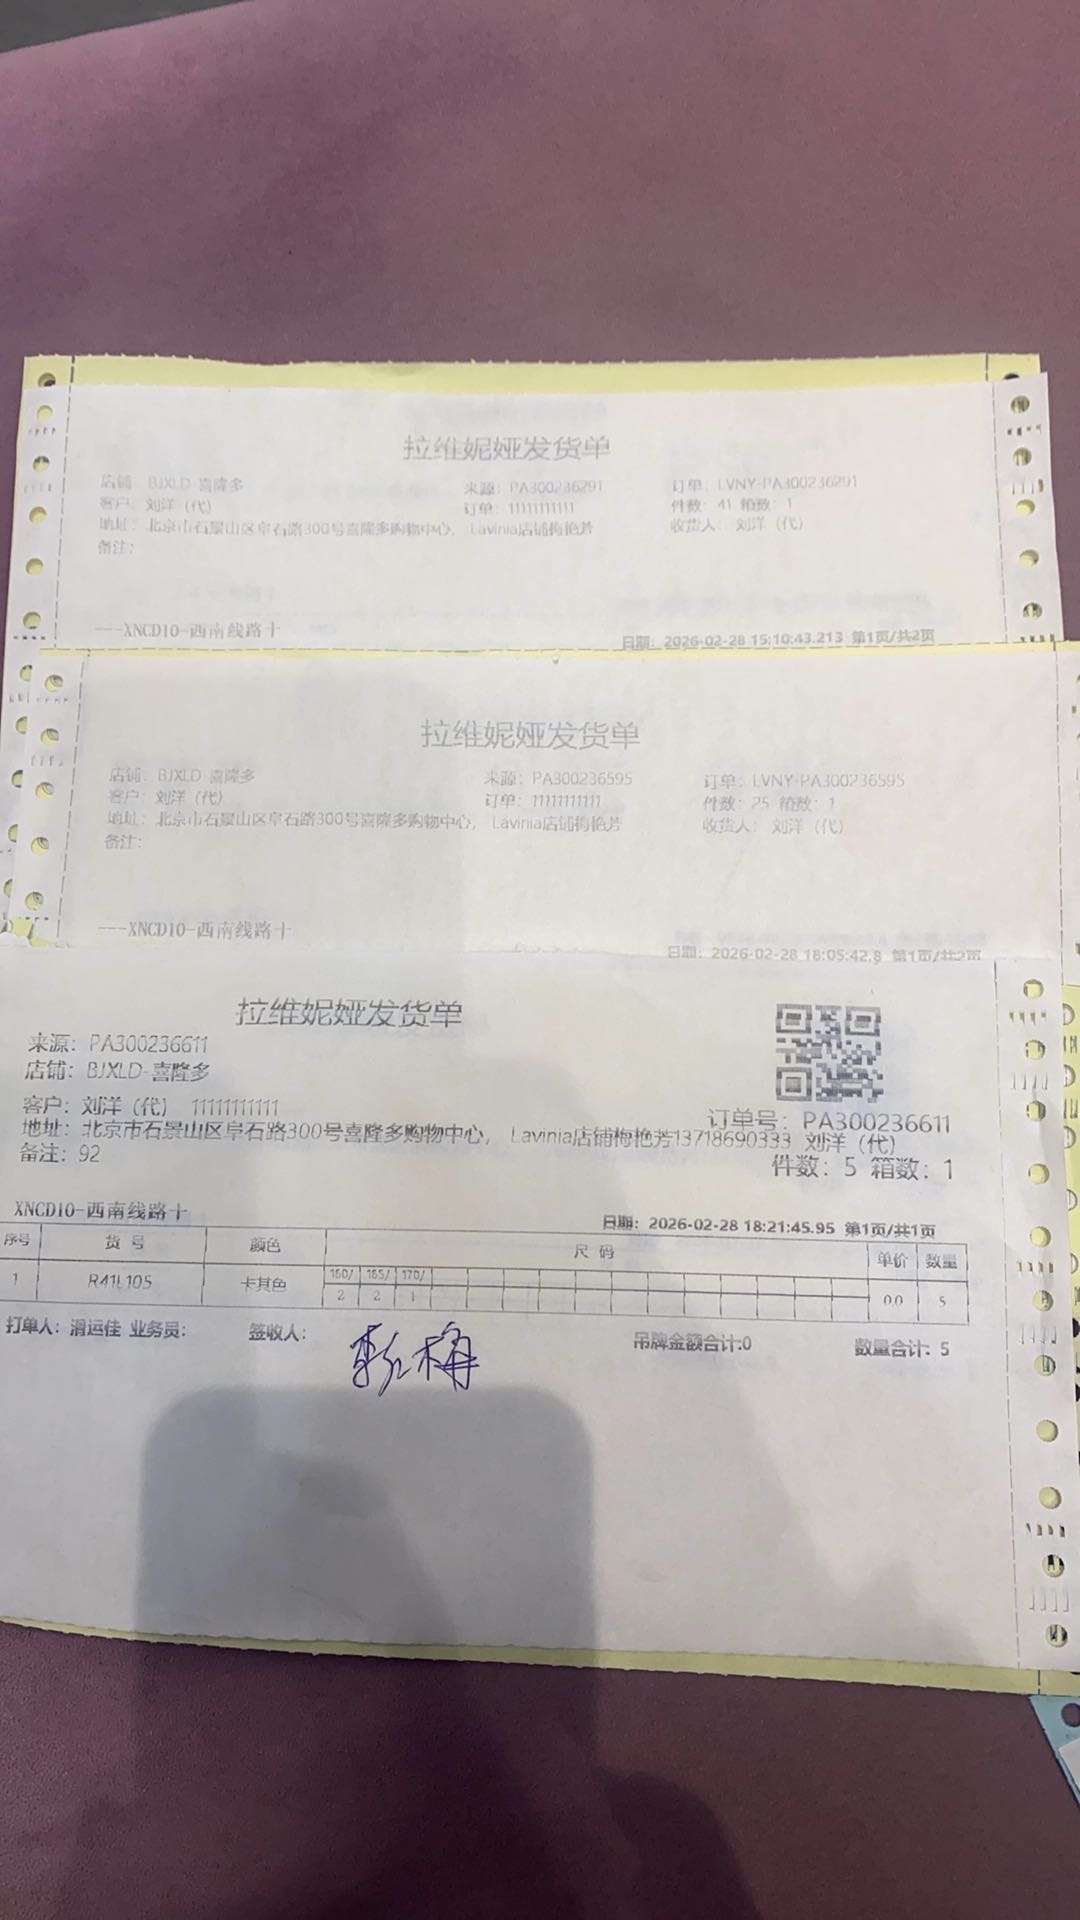 拉维妮娅发货单
店铺：BJXLD-喜隆多 来源：PA300236291 订单：LVNY-PA300236291
客户：刘洋（代） 订单：11111111111 件数：41 箱数：1
地址：北京市石景山区阜石路300号喜隆多购物中心， Lavinia店铺梅艳芳 收货人：刘洋（代）
备注：
---XNCD10-西南线路十
日期：2026-02-28 15:10:43.213 第1页/共2页
拉维妮娅发货单
店铺：BJXLD-喜隆多 来源：PA300236595 订单：LVNY-PA300236595
客户：刘洋（代） 订单：11111111111 件数：25 箱数：1
地址：北京市石景山区阜石路300号喜隆多购物中心， Lavinia店铺梅艳芳 收货人：刘洋（代）
备注：
---XNCD10-西南线路十
日期：2026-02-28 18:05:42.8 第1页/共2页
拉维妮娅发货单
来源：PA300236611
店铺：BJXLD-喜隆多
客户：刘洋（代） 11111111111
订单号：PA300236611
地址：北京市石景山区阜石路300号喜隆多购物中心， Lavinia店铺梅艳芳13718690333 刘洋（代）
备注：92
件数：5 箱数：1
XNCD10-西南线路十
日期：2026-02-28 18:21:45.95 第1页/共1页
序号 货号 颜色 尺码 单价 数量
160/ 165/ 170/
1 R41L105 卡其色 2 2 1 0.0 5
打单人：渭运佳 业务员： 签收人： 吊牌金额合计:0 数量合计：5